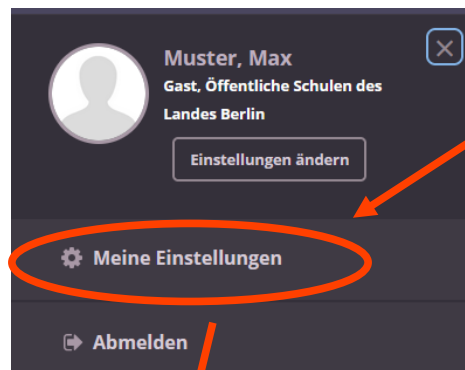 Muster, Max
Gast, Öffentliche Schulen des
Landes Berlin
Einstellungen ändern
Meine Einstellungen
Abmelden